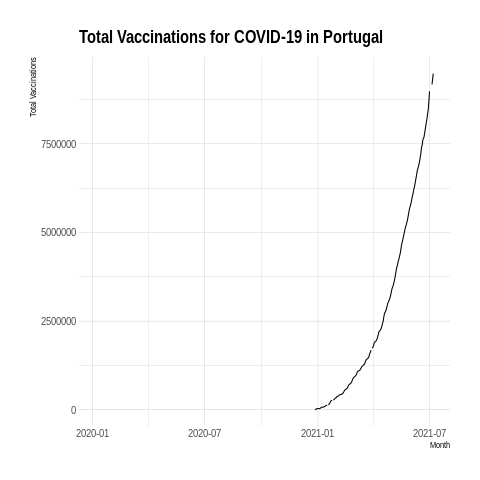 Total Vaccinations for COVID-19 in Portugal
Total Vaccinations
7500000
5000000
2500000
0
2020-01 2020-07 2021-01 2021-07
Month